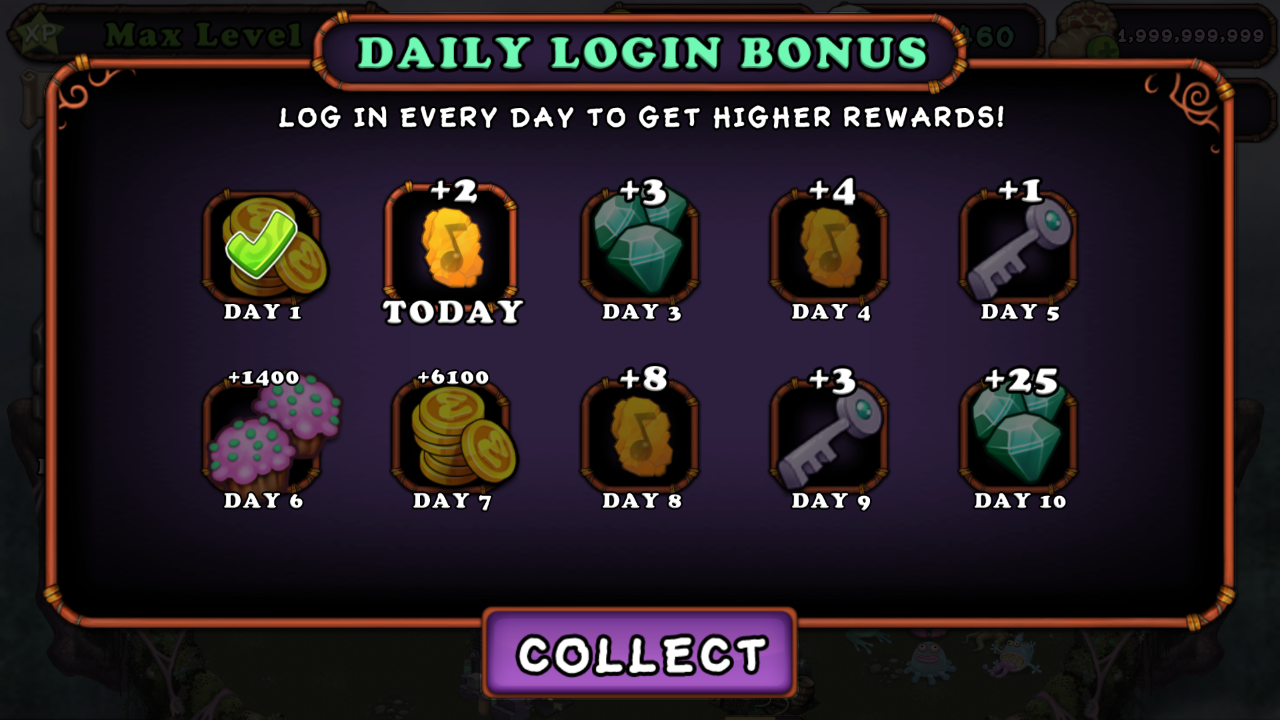 XP
Max Level
DAILY LOGIN BONUS
1,999,999,999
LOG IN EVERY DAY TO GET HIGHER REWARDS!
DAY 1
+2
TODAY
+3
DAY 3
+4
DAY 4
+1
DAY 5
+1400
DAY 6
+6100
DAY 7
+8
DAY 8
+3
DAY 9
+25
DAY 10
COLLECT